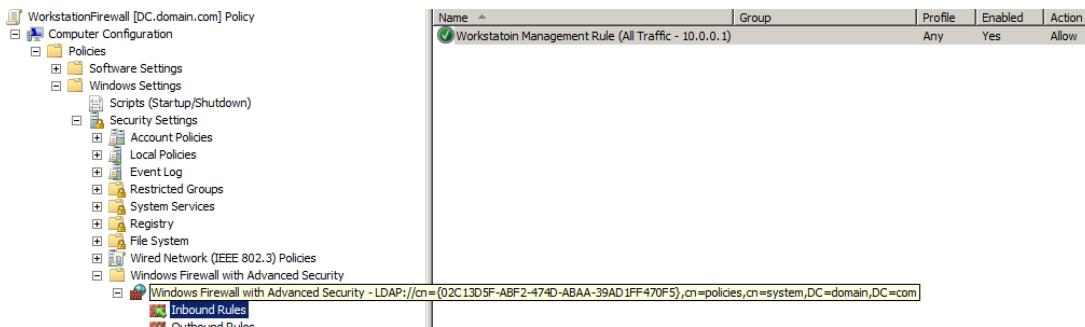 WorkstationFirewall [DC.domain.com] Policy
Computer Configuration
Policies
Software Settings
Windows Settings
Scripts (Startup/Shutdown)
Security Settings
Account Policies
Local Policies
Event Log
Restricted Groups
System Services
Registry
File System
Wired Network (IEEE 802.3) Policies
Windows Firewall with Advanced Security
Windows Firewall with Advanced Security - LDAP://cn={02C13D5F-ABF2-474D-ABAA-39AD1FF470F5},cn=policies,cn=system,DC=domain,DC=com
Inbound Rules
Outbound Rules
Name Group Profile Enabled Action
Workstatoin Management Rule (All Traffic - 10.0.0.1) Any Yes Allow